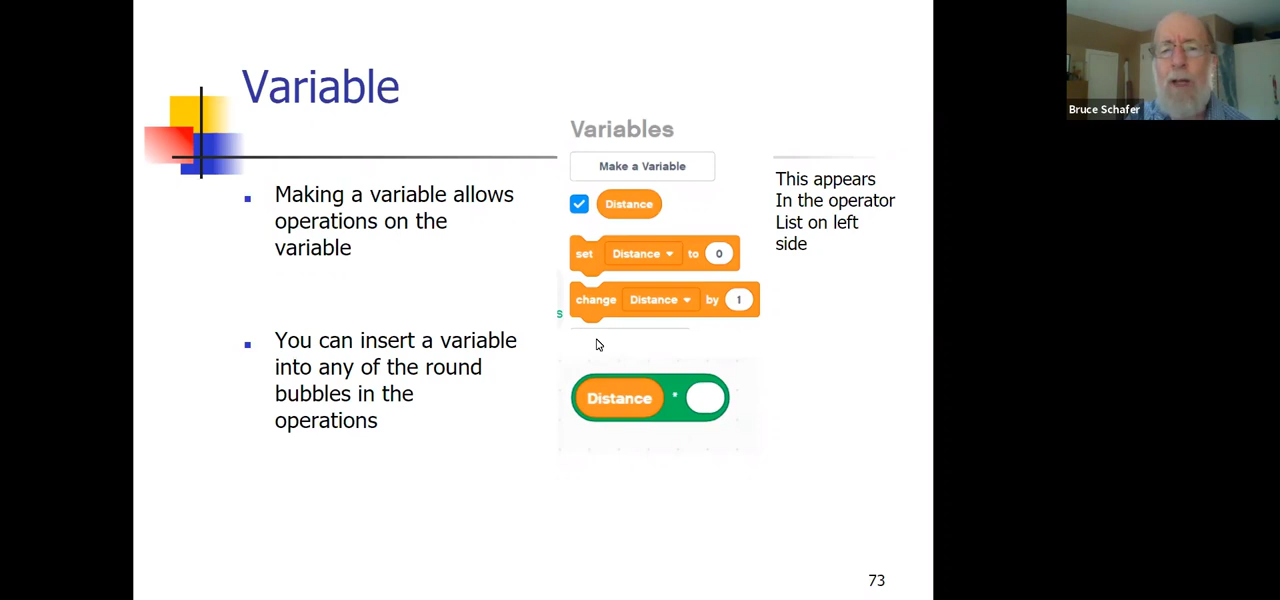 Variable
Making a variable allows
operations on the
variable
You can insert a variable
into any of the round
bubbles in the
operations
Variables
Make a Variable
Distance
set Distance to 0
change Distance by 1
s
Distance *
This appears
In the operator
List on left
side
73
Bruce Schafer